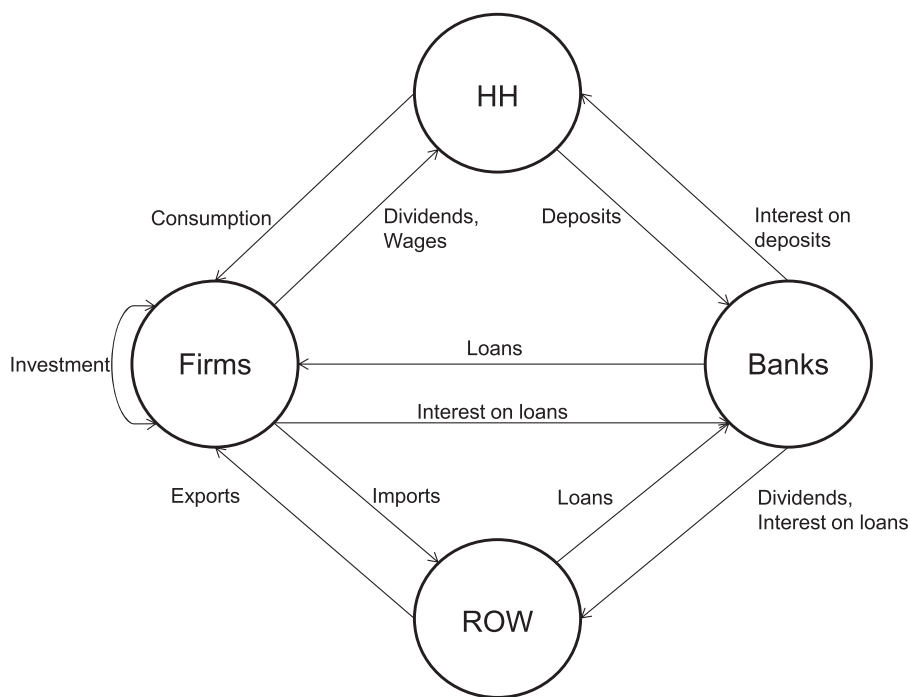 HH
Consumption
Dividends,
Wages
Deposits
Interest on
deposits
Investment
Firms
Loans
Banks
Interest on loans
Exports
Imports
Loans
Dividends,
Interest on loans
ROW